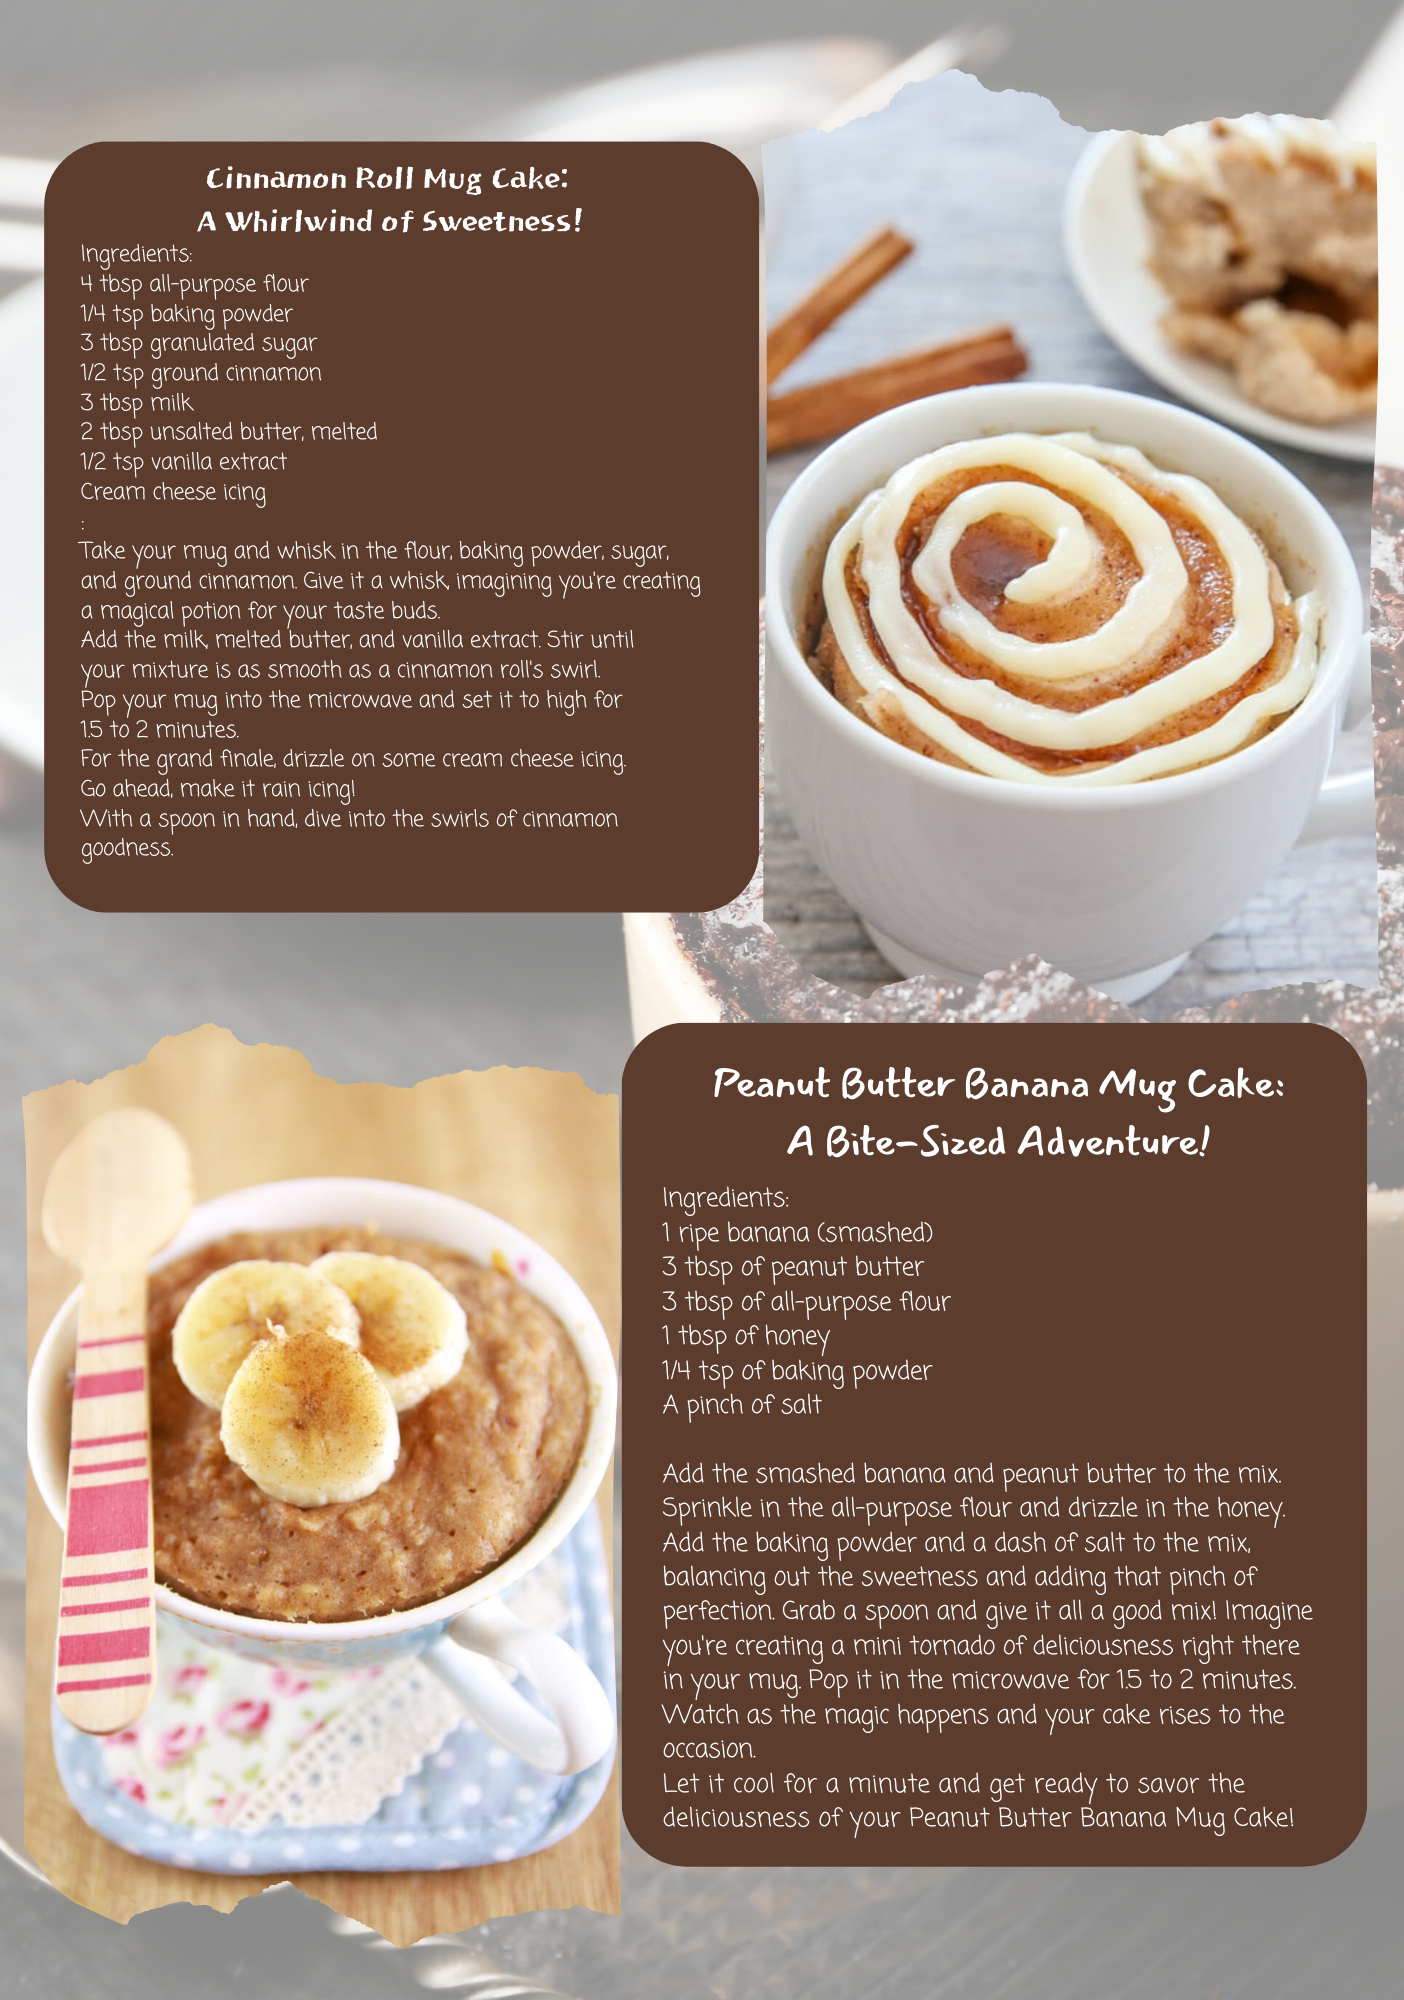 Cinnamon Roll Mug Cake:
A Whirlwind of Sweetness!
Ingredients:
4 tbsp all-purpose flour
1/4 tsp baking powder
3 tbsp granulated sugar
1/2 tsp ground cinnamon
3 tbsp milk
2 tbsp unsalted butter, melted
1/2 tsp vanilla extract
Cream cheese icing
:
Take your mug and whisk in the flour, baking powder, sugar,
and ground cinnamon. Give it a whisk, imagining you're creating
a magical potion for your taste buds.
Add the milk, melted butter, and vanilla extract. Stir until
your mixture is as smooth as a cinnamon roll's swirl.
Pop your mug into the microwave and set it to high for
1.5 to 2 minutes.
For the grand finale, drizzle on some cream cheese icing.
Go ahead, make it rain icing!
With a spoon in hand, dive into the swirls of cinnamon
goodness.
Peanut Butter Banana Mug Cake:
A Bite-Sized Adventure!
Ingredients:
1 ripe banana (smashed)
3 tbsp of peanut butter
3 tbsp of all-purpose flour
1 tbsp of honey
1/4 tsp of baking powder
A pinch of salt
Add the smashed banana and peanut butter to the mix.
Sprinkle in the all-purpose flour and drizzle in the honey.
Add the baking powder and a dash of salt to the mix,
balancing out the sweetness and adding that pinch of
perfection. Grab a spoon and give it all a good mix! Imagine
you're creating a mini tornado of deliciousness right there
in your mug. Pop it in the microwave for 1.5 to 2 minutes.
Watch as the magic happens and your cake rises to the
occasion.
Let it cool for a minute and get ready to savor the
deliciousness of your Peanut Butter Banana Mug Cake!